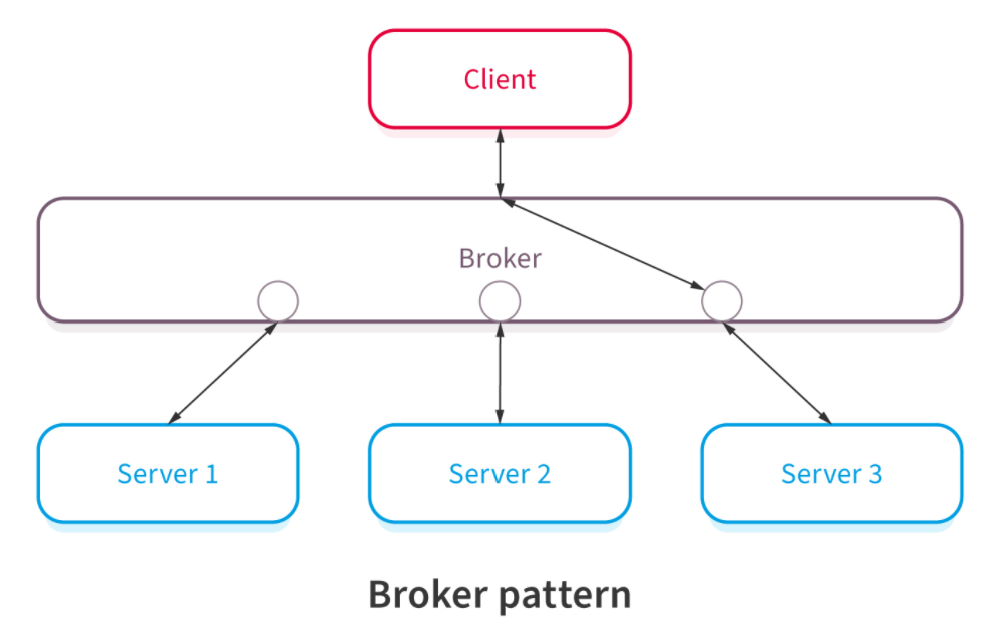 Client
Broker
Server 1
Server 2
Server 3
Broker pattern